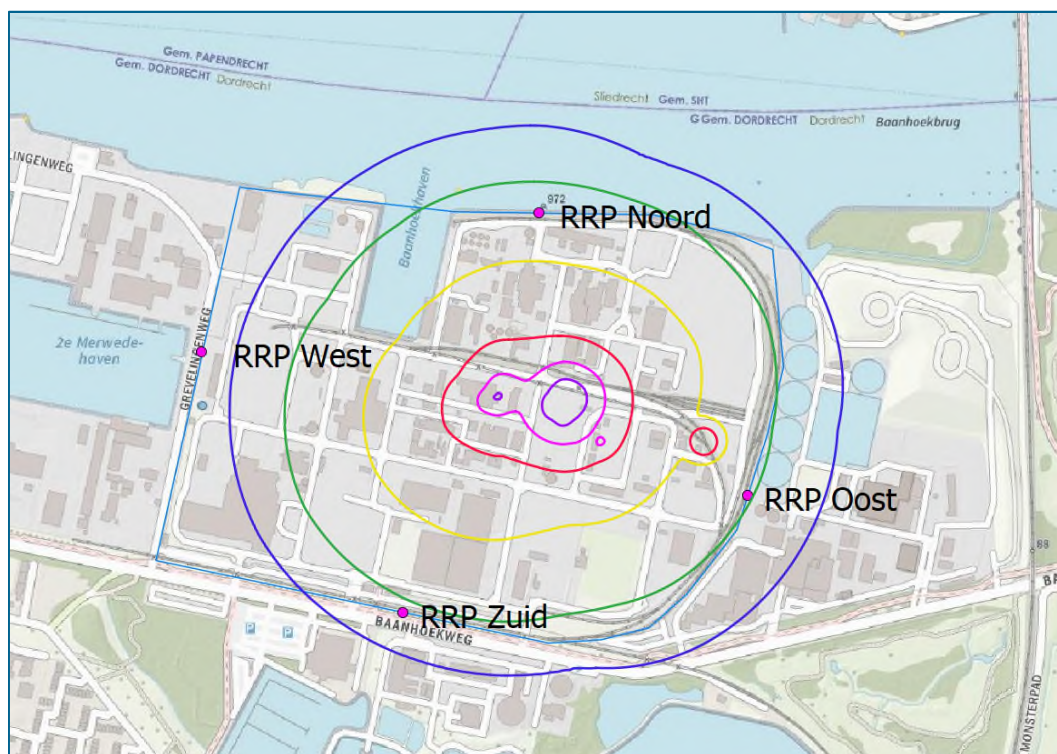 Gem. PAPENDRECHT
Gem. DORDRECHT Dordrecht
Sliedrecht Gem. SHT
G Gem. DORDRECHT Dordrecht
Baanhoekbrug
LINGENWEG
972
RRP Noord
Baanhoekhaven
2e Merwede-
haven
GREVELINGENWEG
RRP West
RRP Oost
88
RRP Zuid
BAANHOEKWEG
BA
P
P
MONSTERPAD